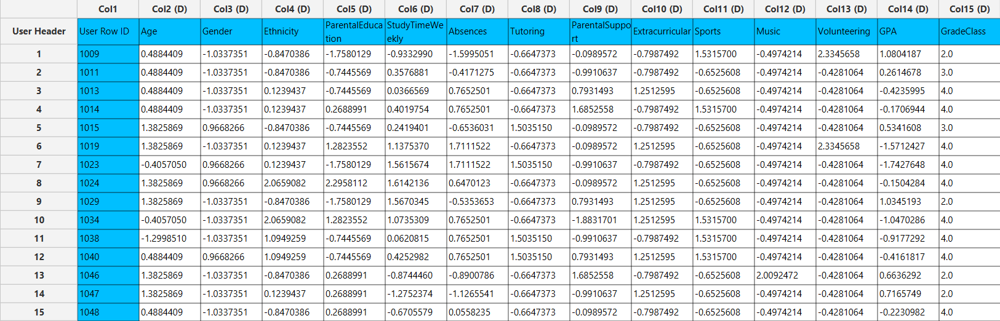 Col1 Col2 (D) Col3 (D) Col4 (D) Col5 (D) Col6 (D) Col7 (D) Col8 (D) Col9 (D) Col10 (D) Col11 (D) Col12 (D) Col13 (D) Col14 (D) Col15 (D)
User Header User Row ID Age Gender Ethnicity ParentalEducation StudyTimeWeekly Absences Tutoring ParentalSupport Extracurricular Sports Music Volunteering GPA GradeClass
1 1009 0.4884409 -1.0337351 -0.8470386 -1.7580129 -0.9332990 -1.5995051 -0.6647373 -0.0989572 -0.7987492 1.5315700 -0.4974214 2.3345658 1.0804187 2.0
2 1011 0.4884409 -1.0337351 -0.8470386 -0.7445569 0.3576881 -0.4171275 -0.6647373 -0.9910637 -0.7987492 -0.6525608 -0.4974214 -0.4281064 0.2614678 3.0
3 1013 0.4884409 -1.0337351 0.1239437 -0.7445569 0.0366569 0.7652501 -0.6647373 0.7931493 1.2512595 -0.6525608 -0.4974214 -0.4281064 -0.4235995 4.0
4 1014 0.4884409 -1.0337351 0.1239437 0.2688991 0.4019754 0.7652501 -0.6647373 1.6852558 -0.7987492 1.5315700 -0.4974214 -0.4281064 -0.1706944 4.0
5 1015 1.3825869 0.9668266 -0.8470386 -0.7445569 0.2419401 -0.6536031 1.5035150 -0.0989572 -0.7987492 -0.6525608 -0.4974214 -0.4281064 0.5341608 3.0
6 1019 1.3825869 -1.0337351 0.1239437 1.2823552 1.1375370 1.7111522 -0.6647373 -0.0989572 1.2512595 -0.6525608 -0.4974214 2.3345658 -1.5712427 4.0
7 1023 -0.4057050 0.9668266 0.1239437 -1.7580129 1.5615674 1.7111522 1.5035150 -0.9910637 -0.7987492 -0.6525608 -0.4974214 -0.4281064 -1.7427648 4.0
8 1024 1.3825869 0.9668266 2.0659082 2.2958112 1.6142136 0.6470123 -0.6647373 -0.0989572 1.2512595 -0.6525608 -0.4974214 -0.4281064 -0.1504284 4.0
9 1029 1.3825869 -1.0337351 -0.8470386 -1.7580129 1.5670345 -0.5353653 -0.6647373 0.7931493 1.2512595 -0.6525608 -0.4974214 -0.4281064 1.0345193 2.0
10 1034 -0.4057050 -1.0337351 2.0659082 1.2823552 1.0735309 0.7652501 -0.6647373 -1.8831701 1.2512595 1.5315700 -0.4974214 -0.4281064 -1.0470286 4.0
11 1038 -1.2998510 -1.0337351 1.0949259 -0.7445569 0.0620815 0.7652501 1.5035150 -0.9910637 -0.7987492 1.5315700 -0.4974214 -0.4281064 -0.9177292 4.0
12 1040 0.4884409 0.9668266 1.0949259 -0.7445569 0.4252982 0.7652501 1.5035150 0.7931493 1.2512595 1.5315700 -0.4974214 -0.4281064 -0.4161817 4.0
13 1046 1.3825869 -1.0337351 -0.8470386 0.2688991 -0.8744460 -0.8900786 -0.6647373 1.6852558 -0.7987492 -0.6525608 2.0092472 -0.4281064 0.6636292 2.0
14 1047 1.3825869 -1.0337351 0.1239437 0.2688991 -1.2752374 -1.1265541 -0.6647373 -0.9910637 1.2512595 -0.6525608 -0.4974214 -0.4281064 0.7165749 2.0
15 1048 0.4884409 -1.0337351 -0.8470386 0.2688991 -0.6705579 0.0558235 -0.6647373 -0.0989572 -0.7987492 -0.6525608 -0.4974214 -0.4281064 -0.2230982 4.0